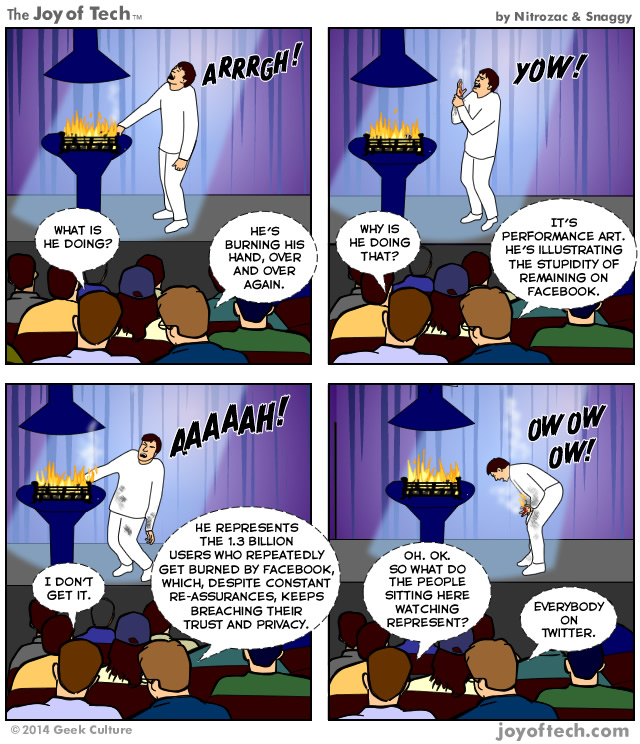 The Joy of Tech™
by Nitrozac & Snaggy
ARRRGH!
WHAT IS
HE DOING?
HE'S
BURNING HIS
HAND, OVER
AND OVER
AGAIN.
YOW!
WHY IS
HE DOING
THAT?
IT'S
PERFORMANCE ART.
HE'S ILLUSTRATING
THE STUPIDITY OF
REMAINING ON
FACEBOOK.
AAAAAH!
I DON'T
GET IT.
HE REPRESENTS
THE 1.3 BILLION
USERS WHO REPEATEDLY
GET BURNED BY FACEBOOK,
WHICH, DESPITE CONSTANT
RE-ASSURANCES, KEEPS
BREACHING THEIR
TRUST AND PRIVACY.
OW OW
OW!
OH. OK.
SO WHAT DO
THE PEOPLE
SITTING HERE
WATCHING
REPRESENT?
EVERYBODY
ON
TWITTER.
© 2014 Geek Culture
joyoftech.com